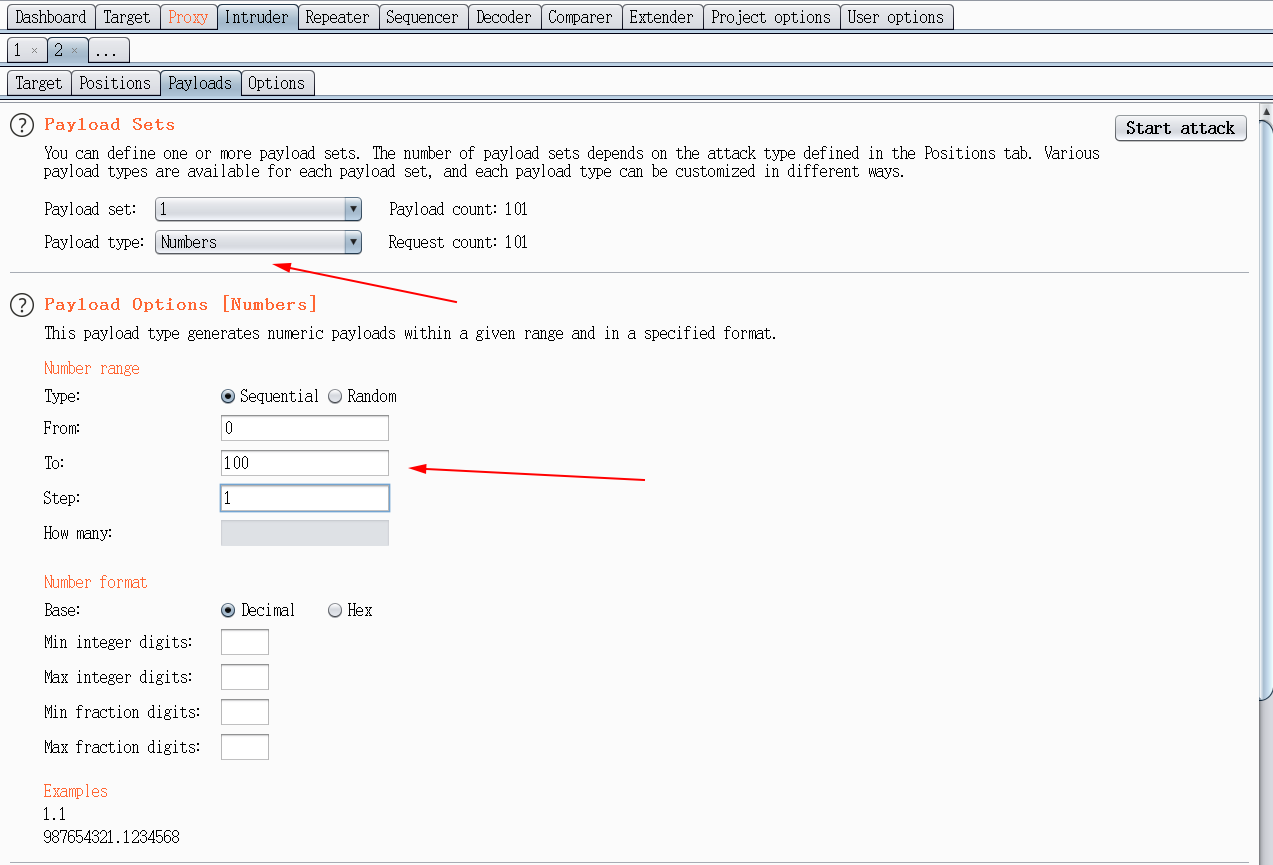 Dashboard Target Proxy Intruder Repeater Sequencer Decoder Comparer Extender Project options User options
1 × 2 × ...
Target Positions Payloads Options
? Payload Sets Start attack
You can define one or more payload sets. The number of payload sets depends on the attack type defined in the Positions tab. Various
payload types are available for each payload set, and each payload type can be customized in different ways.
Payload set: 1 Payload count: 101
Payload type: Numbers Request count: 101
? Payload Options [Numbers]
This payload type generates numeric payloads within a given range and in a specified format.
Number range
Type: Sequential Random
From: 0
To: 100
Step: 1
How many:
Number format
Base: Decimal Hex
Min integer digits:
Max integer digits:
Min fraction digits:
Max fraction digits:
Examples
1.1
987654321.1234568